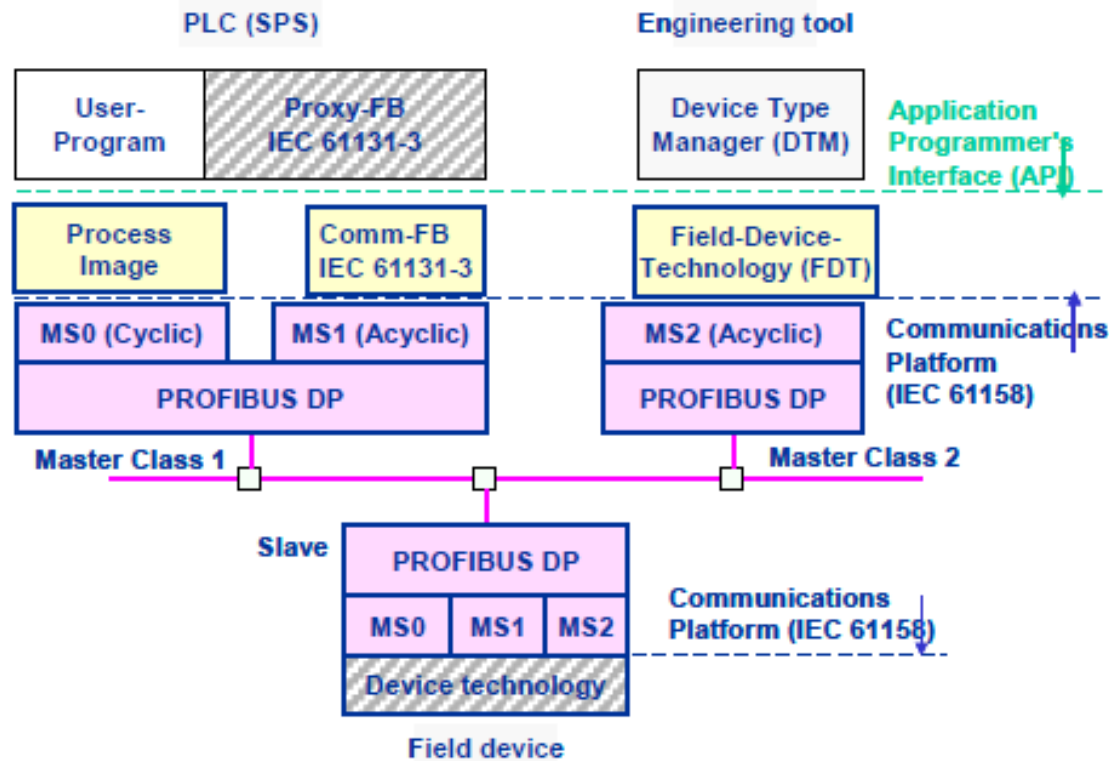 PLC (SPS)
Engineering tool
User-
Program
Proxy-FB
IEC 61131-3
Device Type
Manager (DTM)
Application
Programmer's
Interface (API)
Process
Image
Comm-FB
IEC 61131-3
Field-Device-
Technology (FDT)
MS0 (Cyclic)
MS1 (Acyclic)
MS2 (Acyclic)
Communications
Platform
(IEC 61158)
PROFIBUS DP
PROFIBUS DP
Master Class 1
Master Class 2
Slave
PROFIBUS DP
MS0
MS1
MS2
Communications
Platform (IEC 61158)
Device technology
Field device